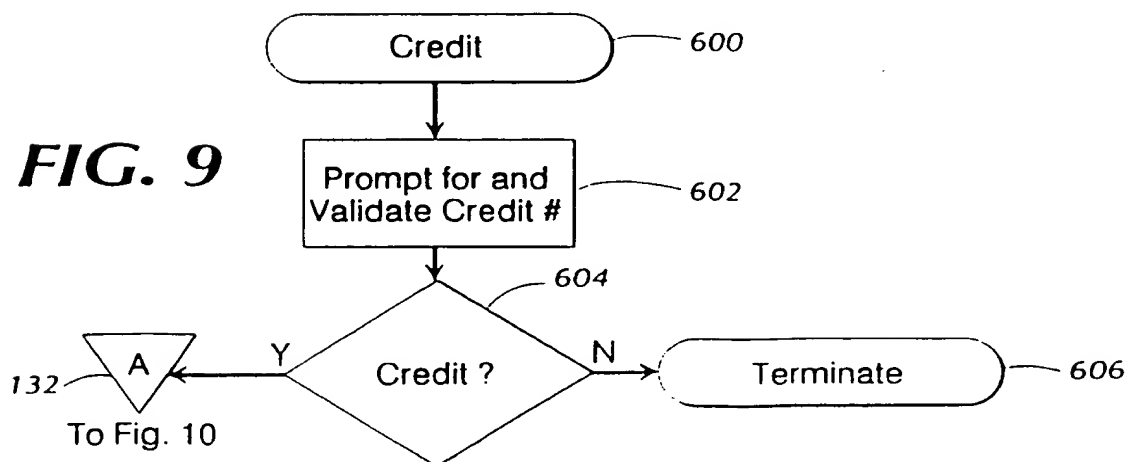 Credit
600
FIG. 9
Prompt for and
Validate Credit #
602
604
A
Y
Credit ?
N
Terminate
132
606
To Fig. 10